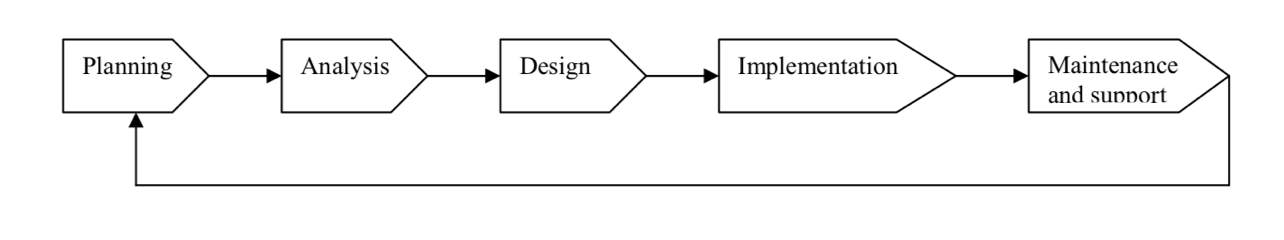 Planning
Analysis
Design
Implementation
Maintenance
and support